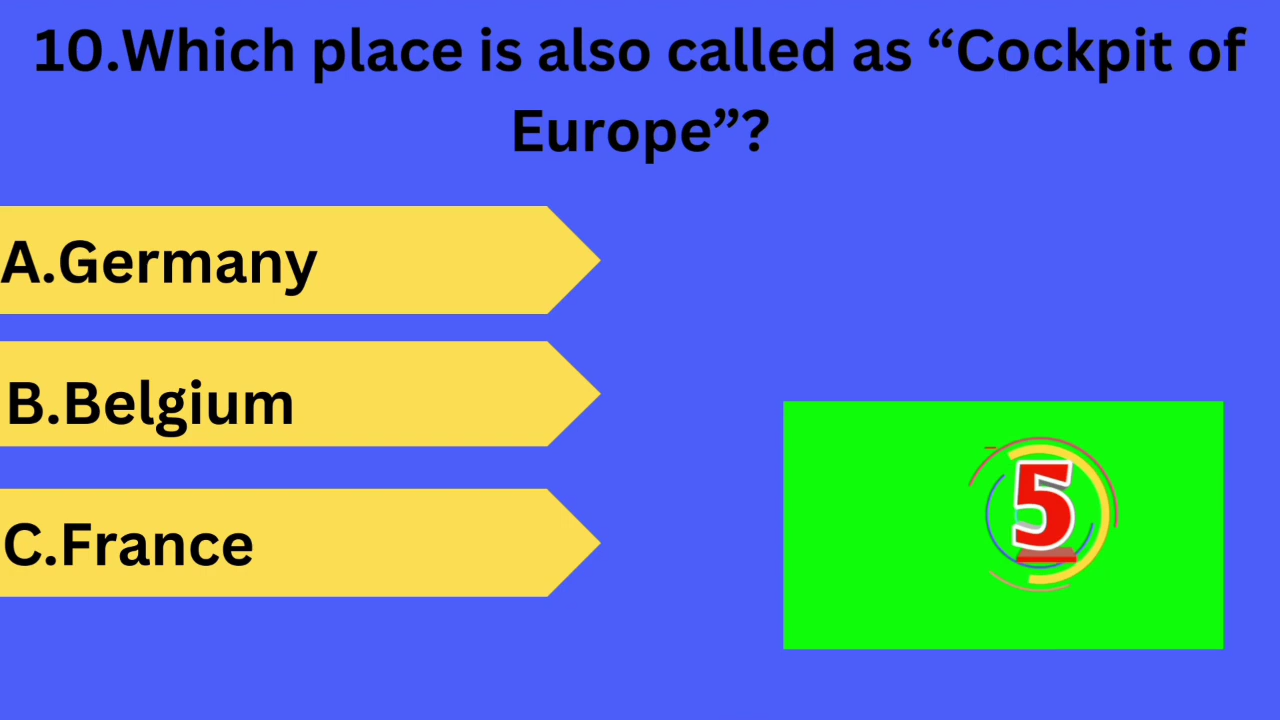 10.Which place is also called as “Cockpit of
Europe”?
A.Germany
B.Belgium
C.France
5